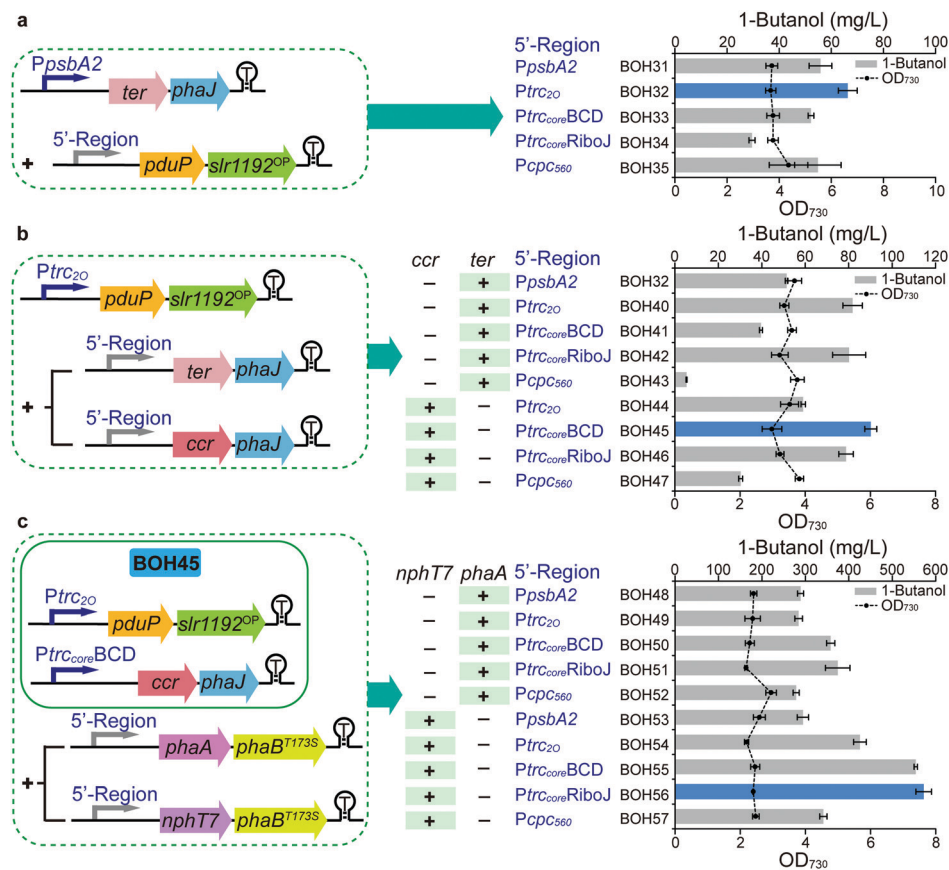 a
PpsbA2
ter phaJ T
5'-Region
+ pduP slr1192OP T
1-Butanol (mg/L)
0 20 40 60 80 100
5'-Region
PpsbA2 BOH31
Ptrc2O BOH32
PtrccoreBCD BOH33
PtrccoreRiboJ BOH34
Pcpc560 BOH35
1-Butanol
OD730
0 2 4 6 8 10
OD730
b
Ptrc2O
pduP slr1192OP T
5'-Region
ter phaJ T
+
5'-Region
ccr phaJ T
1-Butanol (mg/L)
0 20 40 60 80 100 120
ccr ter 5'-Region
– + PpsbA2 BOH32
– + Ptrc2O BOH40
– + PtrccoreBCD BOH41
– + PtrccoreRiboJ BOH42
– + Pcpc560 BOH43
+ – Ptrc2O BOH44
+ – PtrccoreBCD BOH45
+ – PtrccoreRiboJ BOH46
+ – Pcpc560 BOH47
1-Butanol
OD730
0 2 4 6 8
OD730
c
BOH45
Ptrc2O
pduP slr1192OP T
PtrccoreBCD
ccr phaJ T
5'-Region
phaA phaBT173S T
+
5'-Region
nphT7 phaBT173S T
1-Butanol (mg/L)
0 100 200 300 400 500 600
nphT7 phaA 5'-Region
– + PpsbA2 BOH48
– + Ptrc2O BOH49
– + PtrccoreBCD BOH50
– + PtrccoreRiboJ BOH51
– + Pcpc560 BOH52
+ – PpsbA2 BOH53
+ – Ptrc2O BOH54
+ – PtrccoreBCD BOH55
+ – PtrccoreRiboJ BOH56
+ – Pcpc560 BOH57
1-Butanol
OD730
0 2 4 6 8
OD730